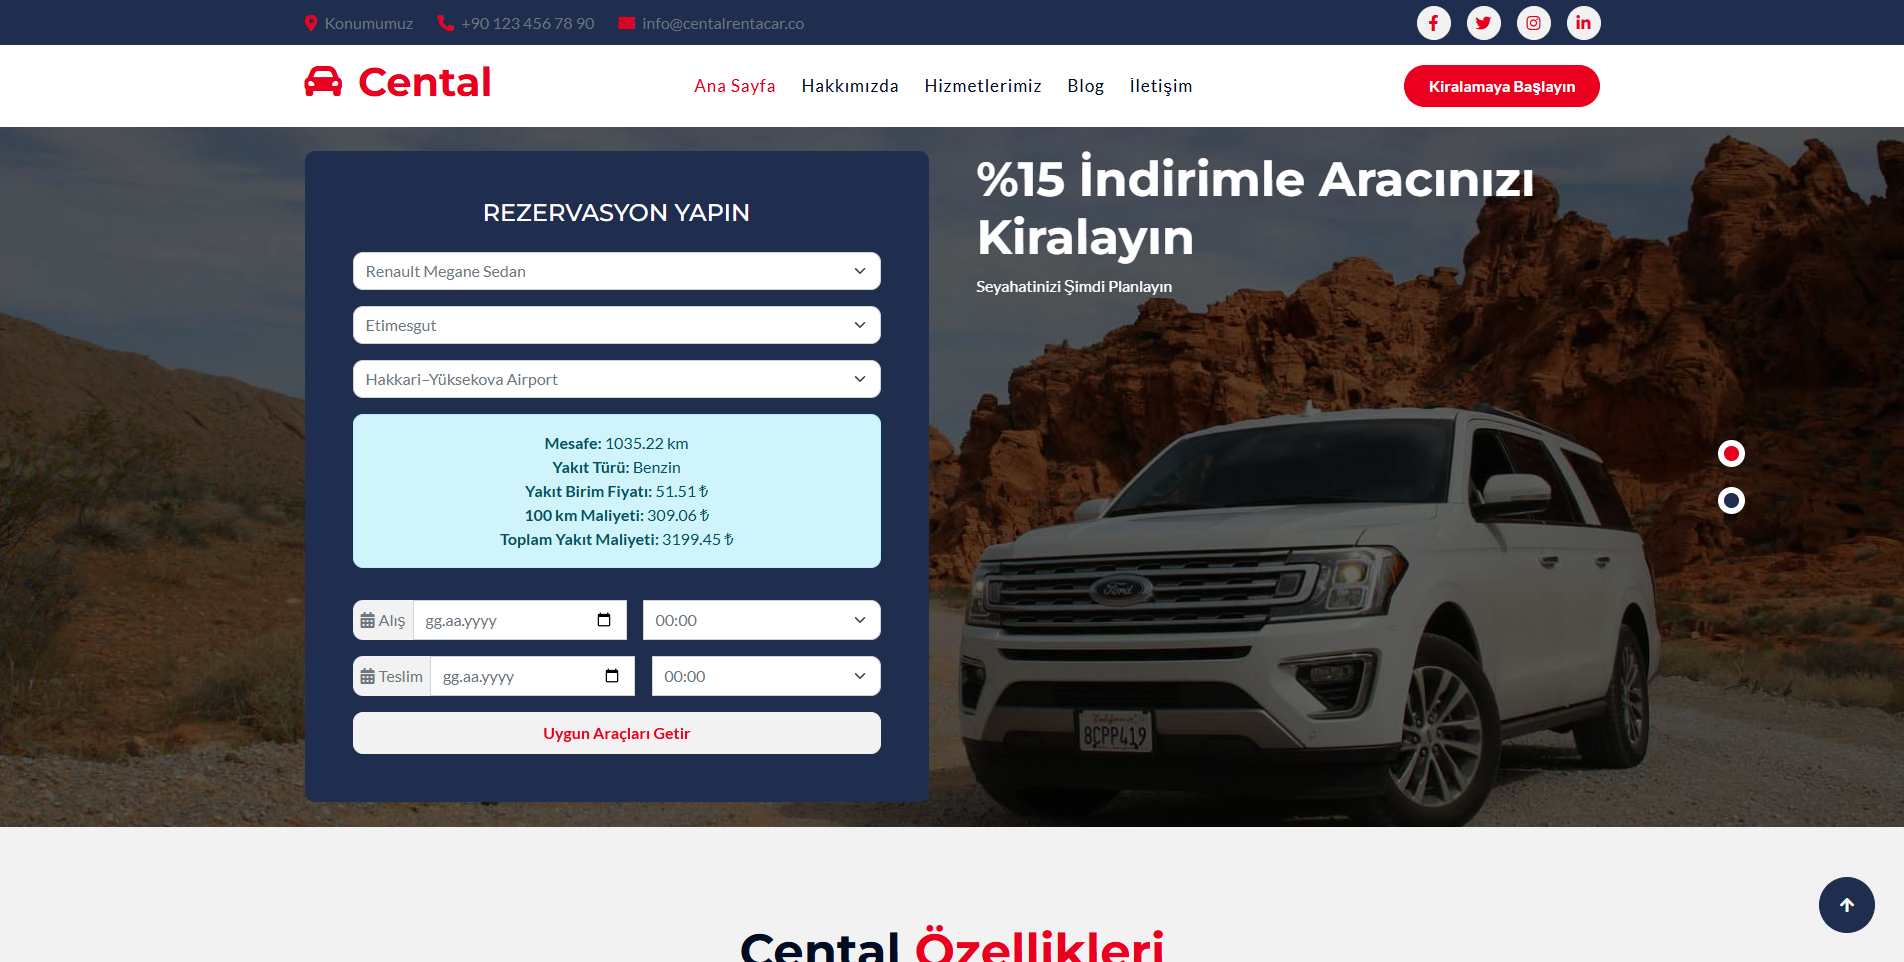 Konumumuz +90 123 456 78 90 info@centalrentacar.co
Cental
Ana Sayfa Hakkımızda Hizmetlerimiz Blog İletişim
Kiralamaya Başlayın
REZERVASYON YAPIN
Renault Megane Sedan
Etimesgut
Hakkari–Yüksekova Airport
Mesafe: 1035.22 km
Yakıt Türü: Benzin
Yakıt Birim Fiyatı: 51.51 ₺
100 km Maliyeti: 309.06 ₺
Toplam Yakıt Maliyeti: 3199.45 ₺
Alış gg.aa.yyyy 00:00
Teslim gg.aa.yyyy 00:00
Uygun Araçları Getir
%15 İndirimle Aracınızı
Kiralayın
Seyahatinizi Şimdi Planlayın
Ford
California
8CPP419
Cental Özellikleri